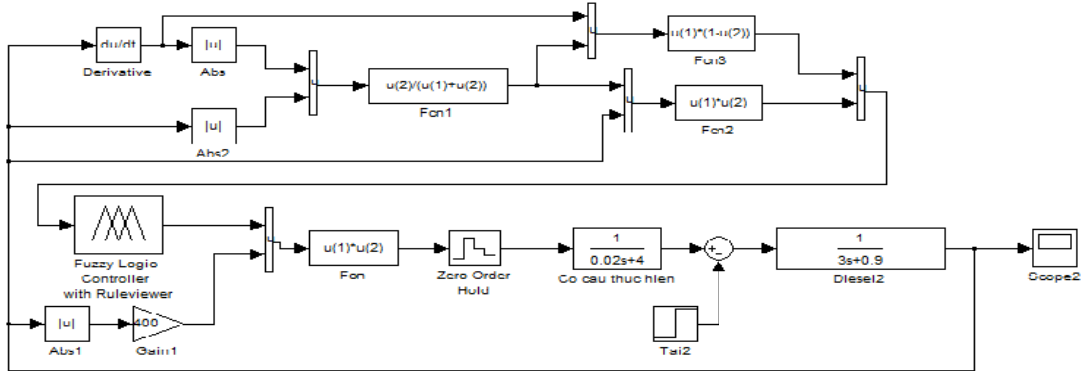 du/dt
Derivative
|u|
Abs
|u|
Abs2
u(2)/(u(1)+u(2))
Fcn1
u(1)*(1-u(2))
Fcn3
u(1)*u(2)
Fcn2
Fuzzy Logic
Controller
with Ruleviewer
|u|
Abs1
400
Gain1
u(1)*u(2)
Fcn
Zero Order
Hold
1
0.02s+4
Co cau thuc hien
+
-
Tai2
1
3s+0.9
Diesel2
Scope2